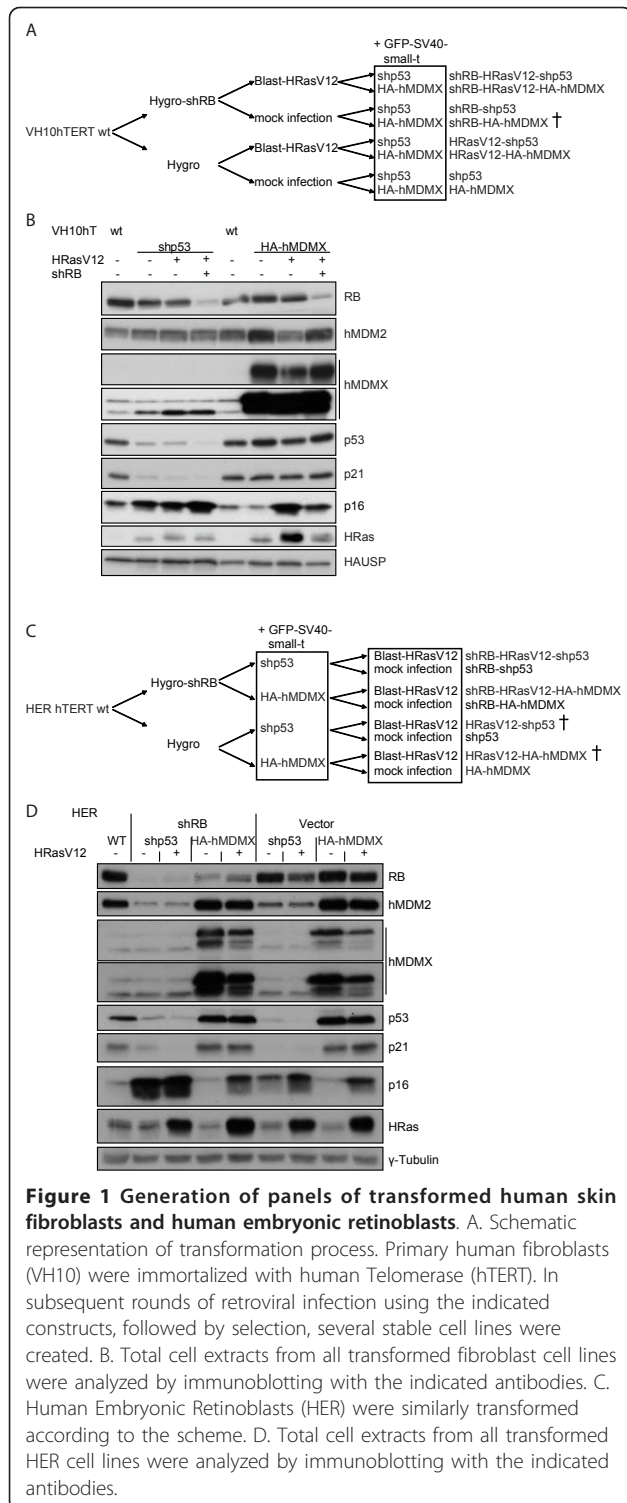 A
+ GFP-SV40-
small-t
VH10hTERT wt
Hygro-shRB
Hygro
Blast-HRasV12
mock infection
Blast-HRasV12
mock infection
shp53 shRB-HRasV12-shp53
HA-hMDMX shRB-HRasV12-HA-hMDMX
shp53 shRB-shp53
HA-hMDMX shRB-HA-hMDMX †
shp53 HRasV12-shp53
HA-hMDMX HRasV12-HA-hMDMX
shp53 shp53
HA-hMDMX HA-hMDMX
B
VH10hT wt shp53 wt HA-hMDMX
HRasV12 - - + + - - + +
shRB - - - + - - - +
RB
hMDM2
hMDMX
p53
p21
p16
HRas
HAUSP
C
+ GFP-SV40-
small-t
HER hTERT wt
Hygro-shRB
Hygro
shp53
HA-hMDMX
shp53
HA-hMDMX
Blast-HRasV12 shRB-HRasV12-shp53
mock infection shRB-shp53
Blast-HRasV12 shRB-HRasV12-HA-hMDMX
mock infection shRB-HA-hMDMX
Blast-HRasV12 HRasV12-shp53 †
mock infection shp53
Blast-HRasV12 HRasV12-HA-hMDMX †
mock infection HA-hMDMX
D
HER
shRB Vector
WT shp53 HA-hMDMX shp53 HA-hMDMX
HRasV12 - - + - + - + - +
RB
hMDM2
hMDMX
p53
p21
p16
HRas
γ-Tubulin
Figure 1 Generation of panels of transformed human skin
fibroblasts and human embryonic retinoblasts. A. Schematic
representation of transformation process. Primary human fibroblasts
(VH10) were immortalized with human Telomerase (hTERT). In
subsequent rounds of retroviral infection using the indicated
constructs, followed by selection, several stable cell lines were
created. B. Total cell extracts from all transformed fibroblast cell lines
were analyzed by immunoblotting with the indicated antibodies. C.
Human Embryonic Retinoblasts (HER) were similarly transformed
according to the scheme. D. Total cell extracts from all transformed
HER cell lines were analyzed by immunoblotting with the indicated
antibodies.